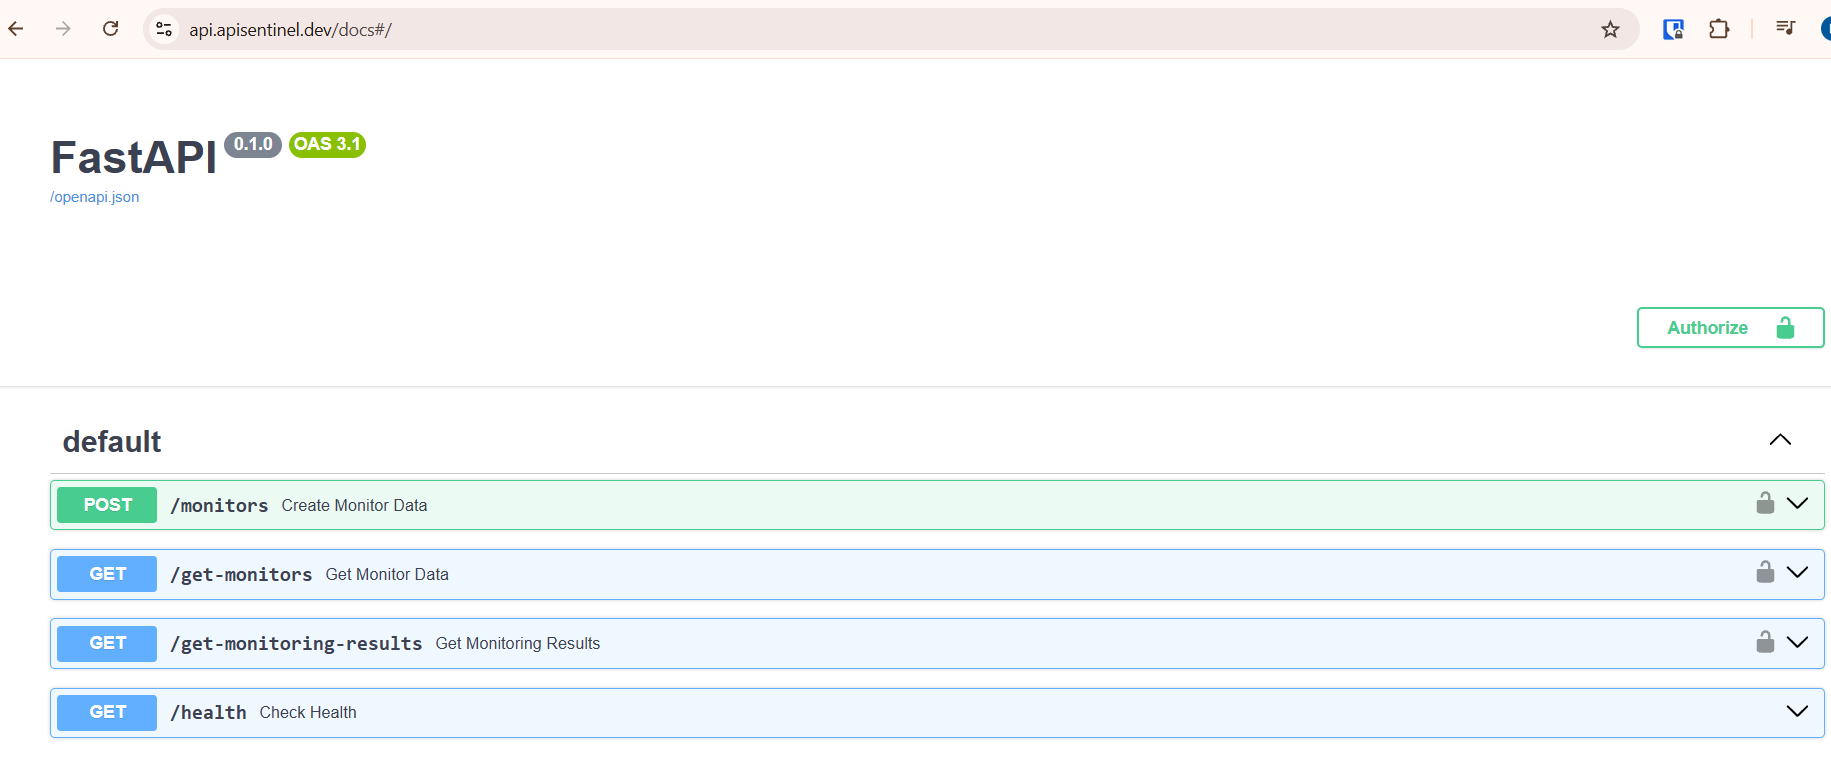 api.apisentinel.dev/docs#/
FastAPI 0.1.0 OAS 3.1
/openapi.json
Authorize
default
POST /monitors Create Monitor Data
GET /get-monitors Get Monitor Data
GET /get-monitoring-results Get Monitoring Results
GET /health Check Health